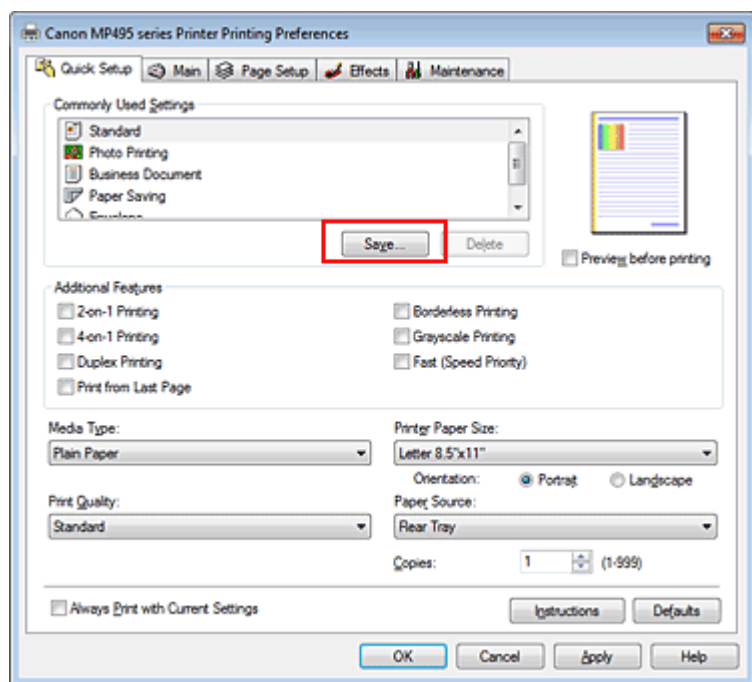 Canon MP495 series Printer Printing Preferences
Quick Setup Main Page Setup Effects Maintenance
Commonly Used Settings
Standard
Photo Printing
Business Document
Paper Saving
Envelope
Save... Delete
Preview before printing
Additional Features
2-on-1 Printing Borderless Printing
4-on-1 Printing Grayscale Printing
Duplex Printing Fast (Speed Priority)
Print from Last Page
Media Type: Printer Paper Size:
Plain Paper Letter 8.5"x11"
Orientation: Portrait Landscape
Print Quality: Paper Source:
Standard Rear Tray
Copies: 1 (1-999)
Always Print with Current Settings Instructions Defaults
OK Cancel Apply Help